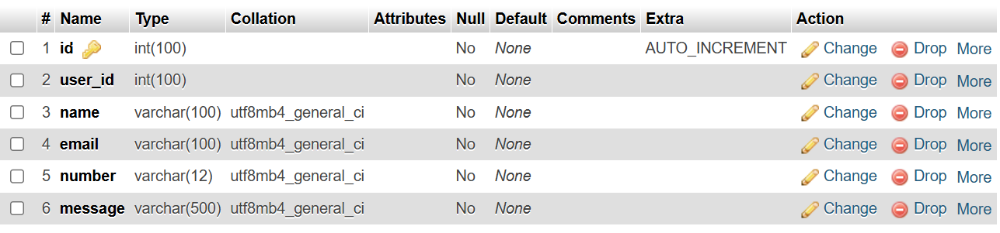 # Name Type Collation Attributes Null Default Comments Extra Action
1 id int(100) No None AUTO_INCREMENT Change Drop More
2 user_id int(100) No None Change Drop More
3 name varchar(100) utf8mb4_general_ci No None Change Drop More
4 email varchar(100) utf8mb4_general_ci No None Change Drop More
5 number varchar(12) utf8mb4_general_ci No None Change Drop More
6 message varchar(500) utf8mb4_general_ci No None Change Drop More